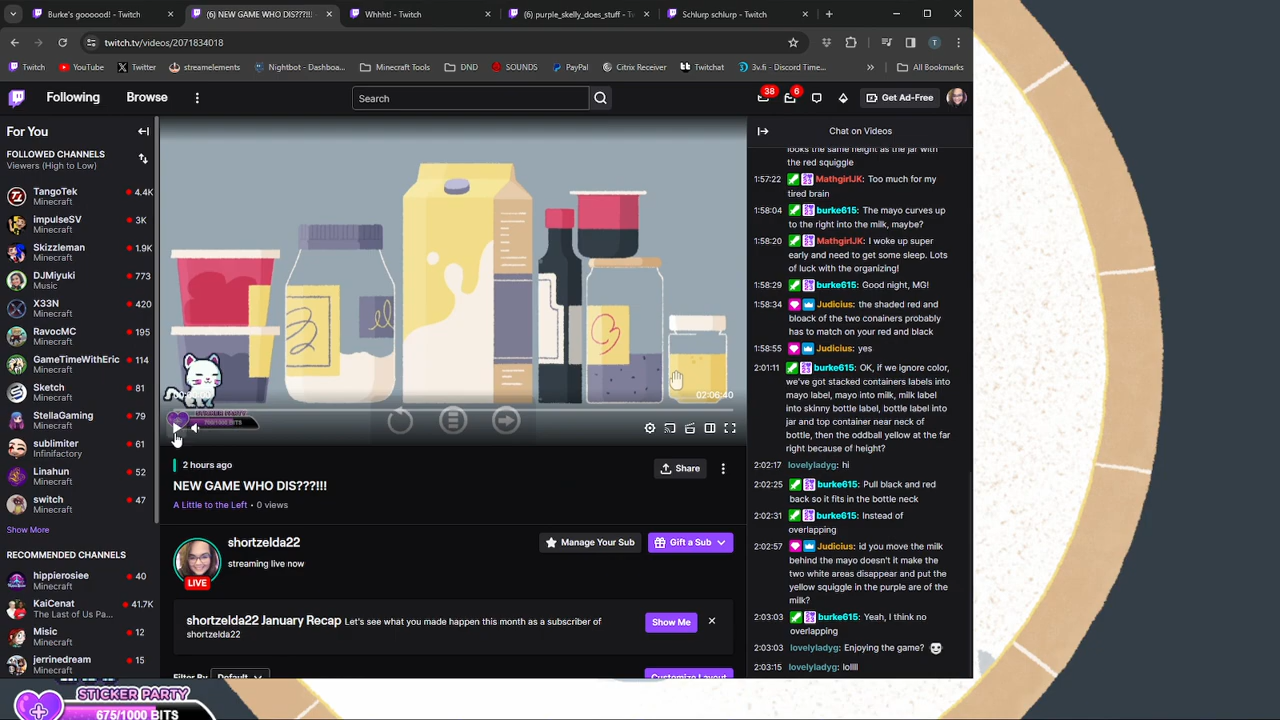 Burke's gooood! - Twitch
(6) NEW GAME WHO DIS???!!!
Whhht! - Twitch
(6) purple_skelly_does_stuff - Tw
Schlurp schlurp - Twitch
twitch.tv/videos/2071834018
Twitch
YouTube
Twitter
streamelements
Minecraft Tools
DND
SOUNDS
PayPal
Citrix Receiver
3vh - Discord Time...
All Bookmarks
Following
Browse
Search
38
6
Get Ad-Free
For You
FOLLOWED CHANNELS
Viewers (High to Low)
TangoTek
4.4K
Minecraft
impulseSV
3K
Minecraft
Skizzleman
1.9K
Minecraft
DJMiyuki
773
Music
X33N
420
Minecraft
RavocMC
195
Minecraft
GameTimeWithEric
114
Minecraft
Sketch
81
Minecraft
StellaGaming
79
Minecraft
sublimiter
61
Infinifactory
Linahun
52
Minecraft
switch
47
Minecraft
Show More
RECOMMENDED CHANNELS
hippierosiee
40
Minecraft
KaiCenat
41.7K
The Last of Us Pa...
Misic
12
Minecraft
jerrinedream
15
Minecraft
02:06:40
STICKER PARTY
2 hours ago
Share
NEW GAME WHO DIS???!!!
A Little to the Left • 0 views
shortzelda22
streaming live now
LIVE
Manage Your Sub
Gift a Sub
Let's see what you made happen in this month as a member of
shortzelda22
Show Me
Filter By
Default
Customize Layout
Chat on Videos
looks the same height as the jar with
the red squiggle
1:57:22 MathgirlJK: Too much for my
tired brain
1:58:04 burke615: The mayo curves up
to the right into the milk, maybe?
1:58:20 MathgirlJK: I woke up super
early and need to get some sleep. Lots
of luck with the organizing!
1:58:29 burke615: Good night, MG!
1:58:34 Judicius: the shaded red and
bloack of the two conainers probably
has to match on your red and black
1:58:55 Judicius: yes
2:01:11 burke615: OK, if we ignore color,
we've got stacked containers labels into
mayo label, mayo into milk, milk label
into skinny bottle label, bottle label into
jar and top container near neck of
bottle, then the oddball yellow at the far
right because of height?
2:02:17 lovelyladyg: hi
2:02:25 burke615: Pull black and red
back so it fits in the bottle neck
2:02:31 burke615: Instead of
overlapping
2:02:57 Judicius: id you move the milk
behind the mayo doesn't it make the
two white areas disappear and put the
yellow squiggle in the purple are of the
milk?
2:03:03 burke615: Yeah, I think no
overlapping
2:03:03 lovelyladyg: Enjoying the game?
2:03:15 lovelyladyg: lollll
STICKER PARTY
675/1000 BITS